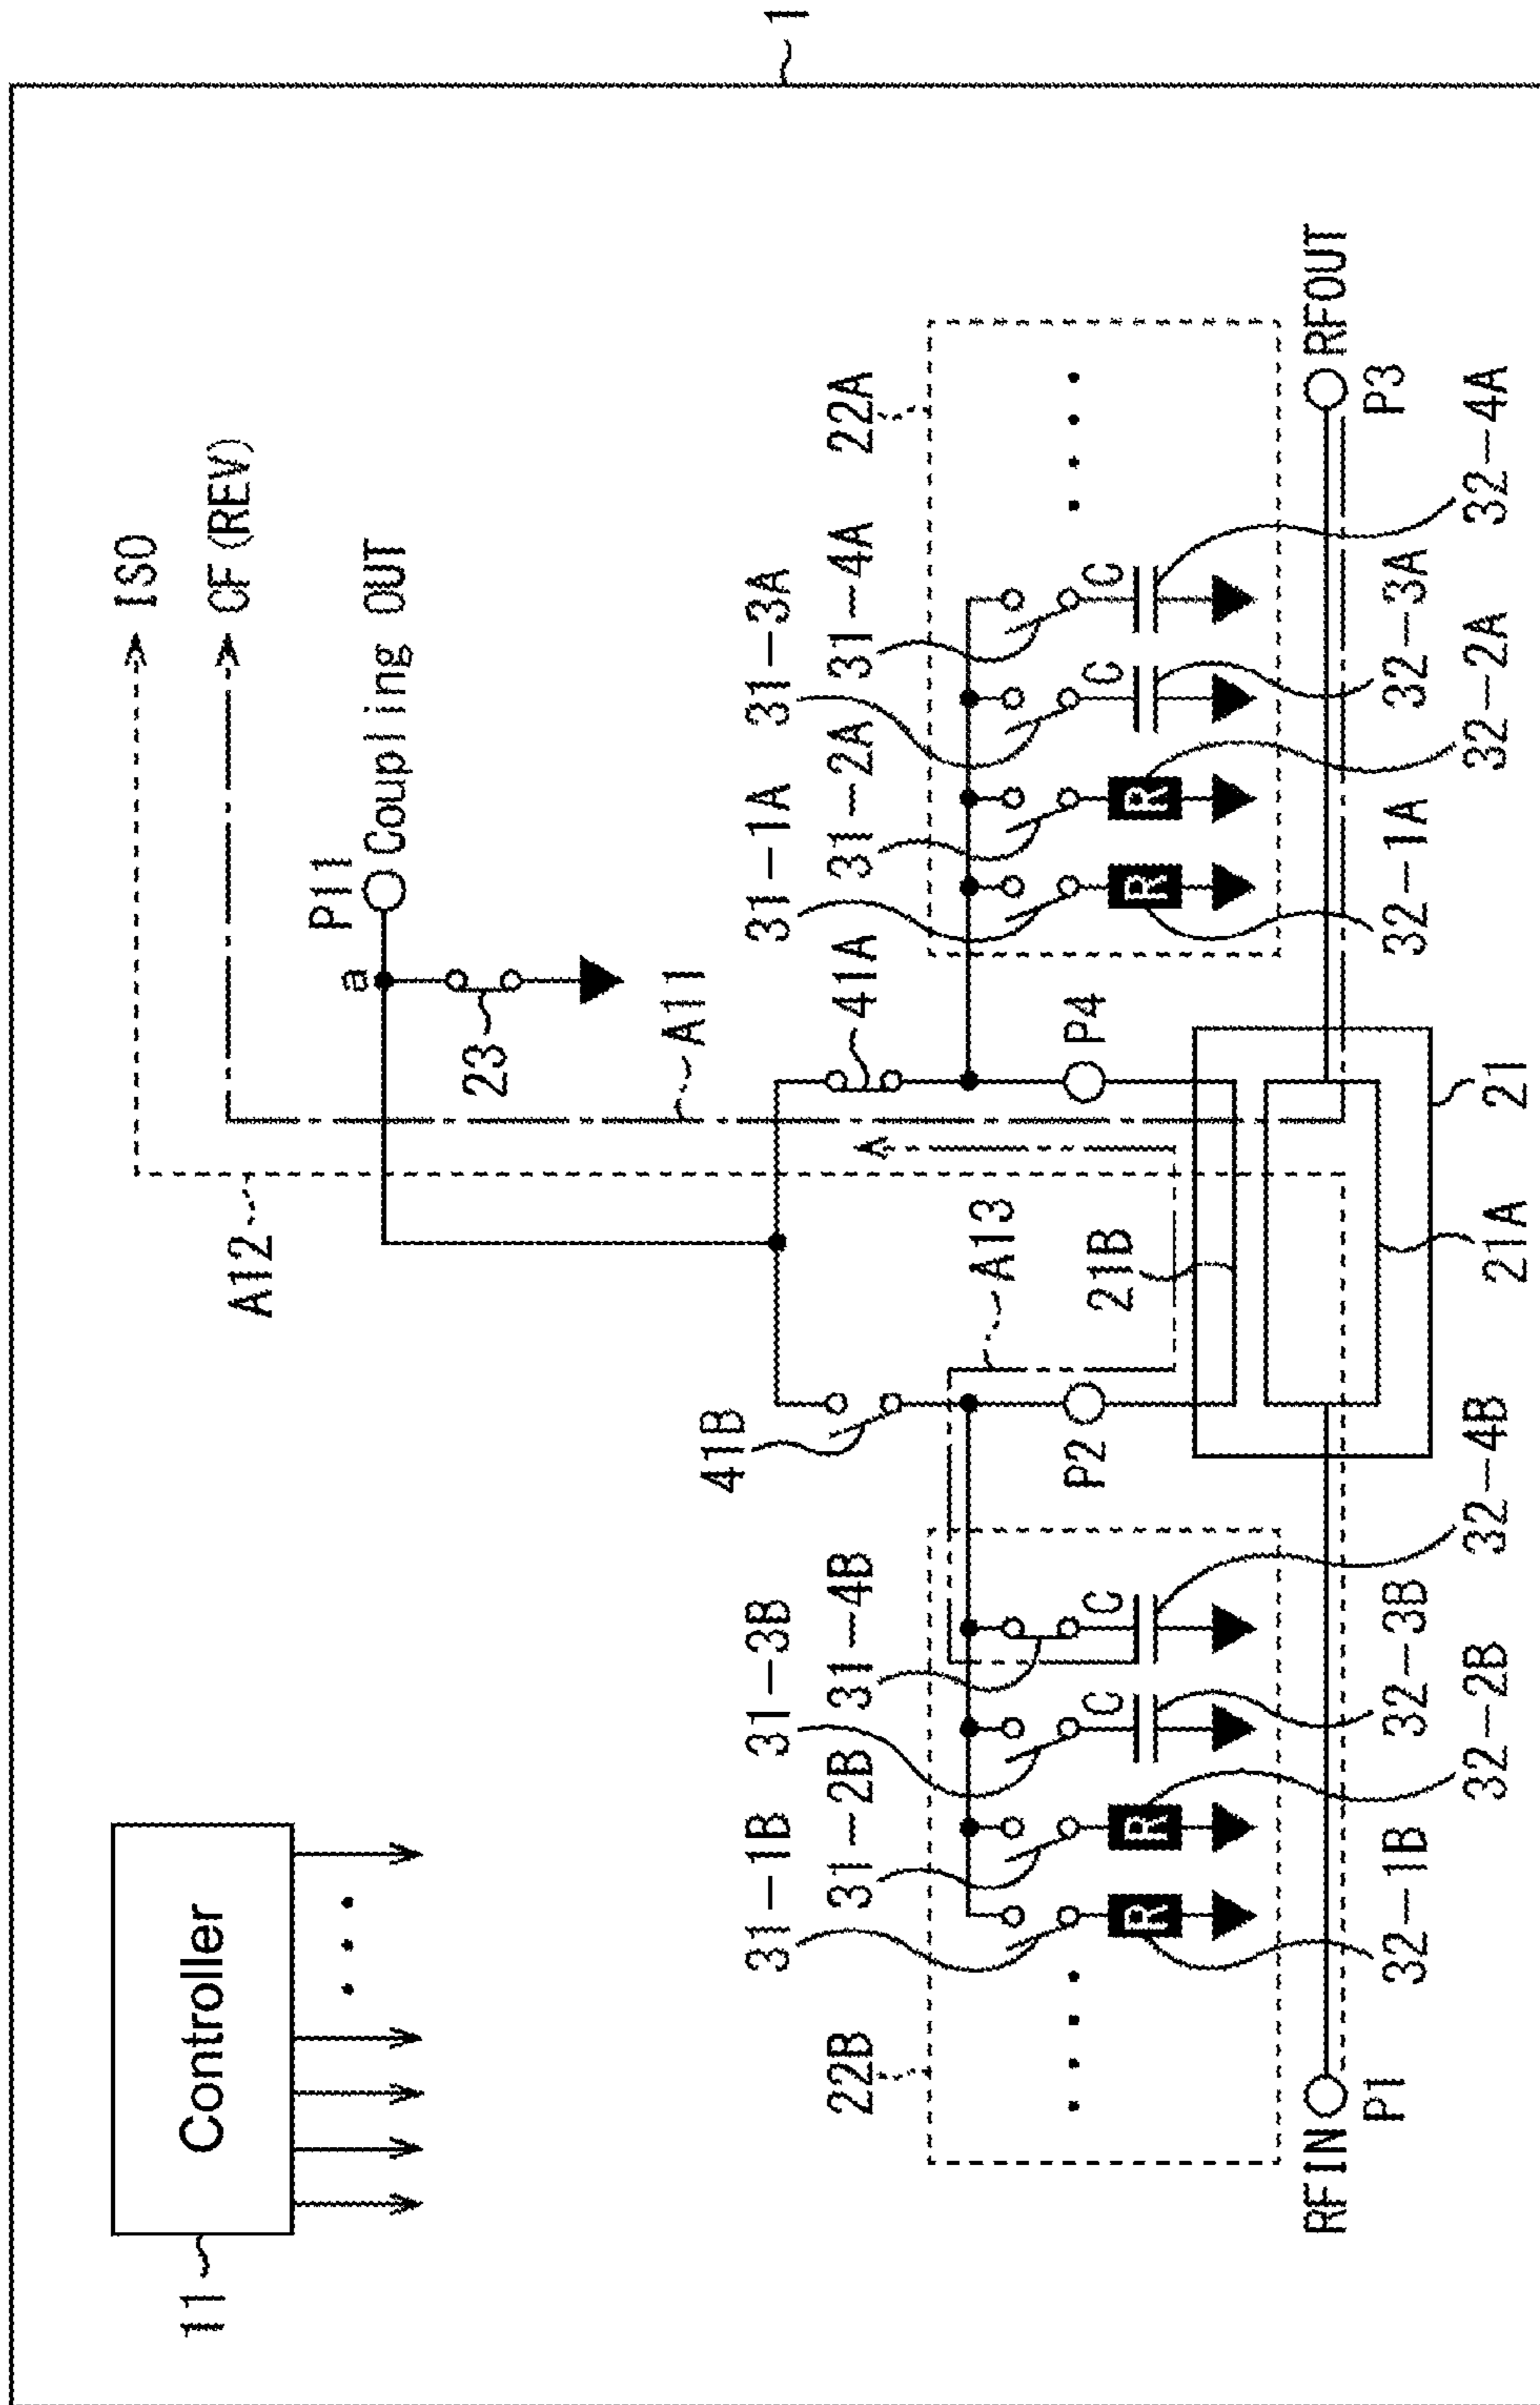 1
11
Controller
ISO
CF(REV)
P11
Coupling OUT
a
23
A11
A12
41A
41B
A13
P4
P2
21B
21
21A
22B
31-1B
31-2B
31-3B
31-4B
R
R
C
C
32-1B
32-2B
32-3B
32-4B
22A
31-1A
31-2A
31-3A
31-4A
R
R
C
C
32-1A
32-2A
32-3A
32-4A
RFIN
P1
RFOUT
P3